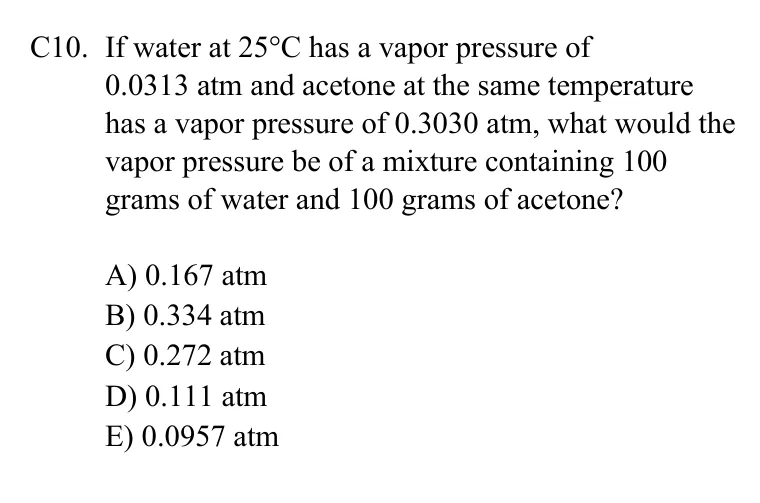 C10. If water at 25°C has a vapor pressure of
0.0313 atm and acetone at the same temperature
has a vapor pressure of 0.3030 atm, what would the
vapor pressure be of a mixture containing 100
grams of water and 100 grams of acetone?
A) 0.167 atm
B) 0.334 atm
C) 0.272 atm
D) 0.111 atm
E) 0.0957 atm